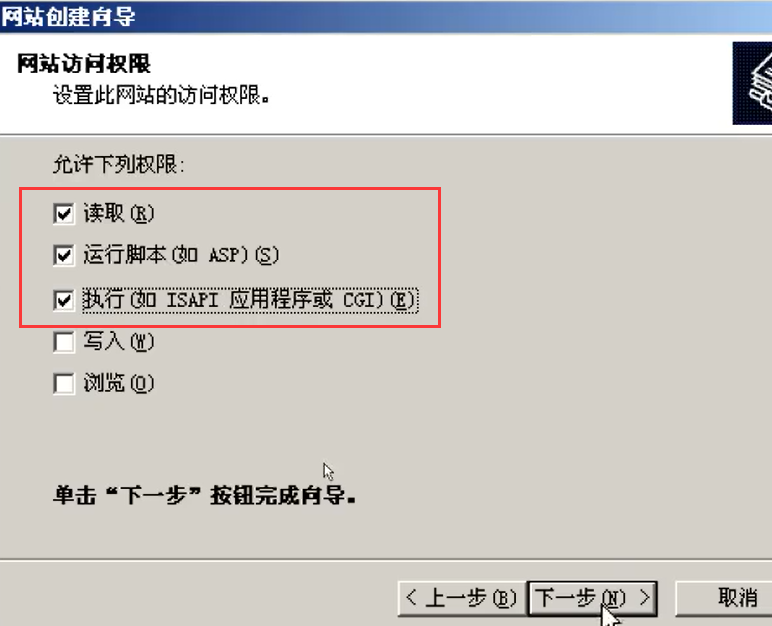 网站创建向导
网站访问权限
设置此网站的访问权限。
允许下列权限:
读取(R)
运行脚本(如 ASP)(S)
执行(如 ISAPI 应用程序或 CGI)(E)
写入(W)
浏览(O)
单击“下一步”按钮完成向导。
< 上一步(B) 下一步(N) > 取消